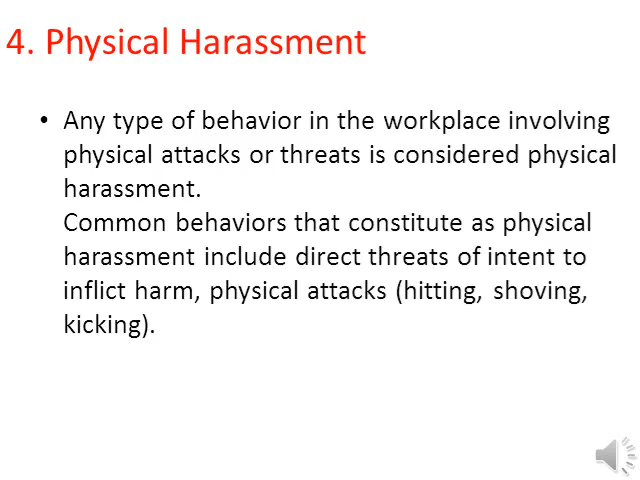 4. Physical Harassment
• Any type of behavior in the workplace involving
physical attacks or threats is considered physical
harassment.
Common behaviors that constitute as physical
harassment include direct threats of intent to
inflict harm, physical attacks (hitting, shoving,
kicking).